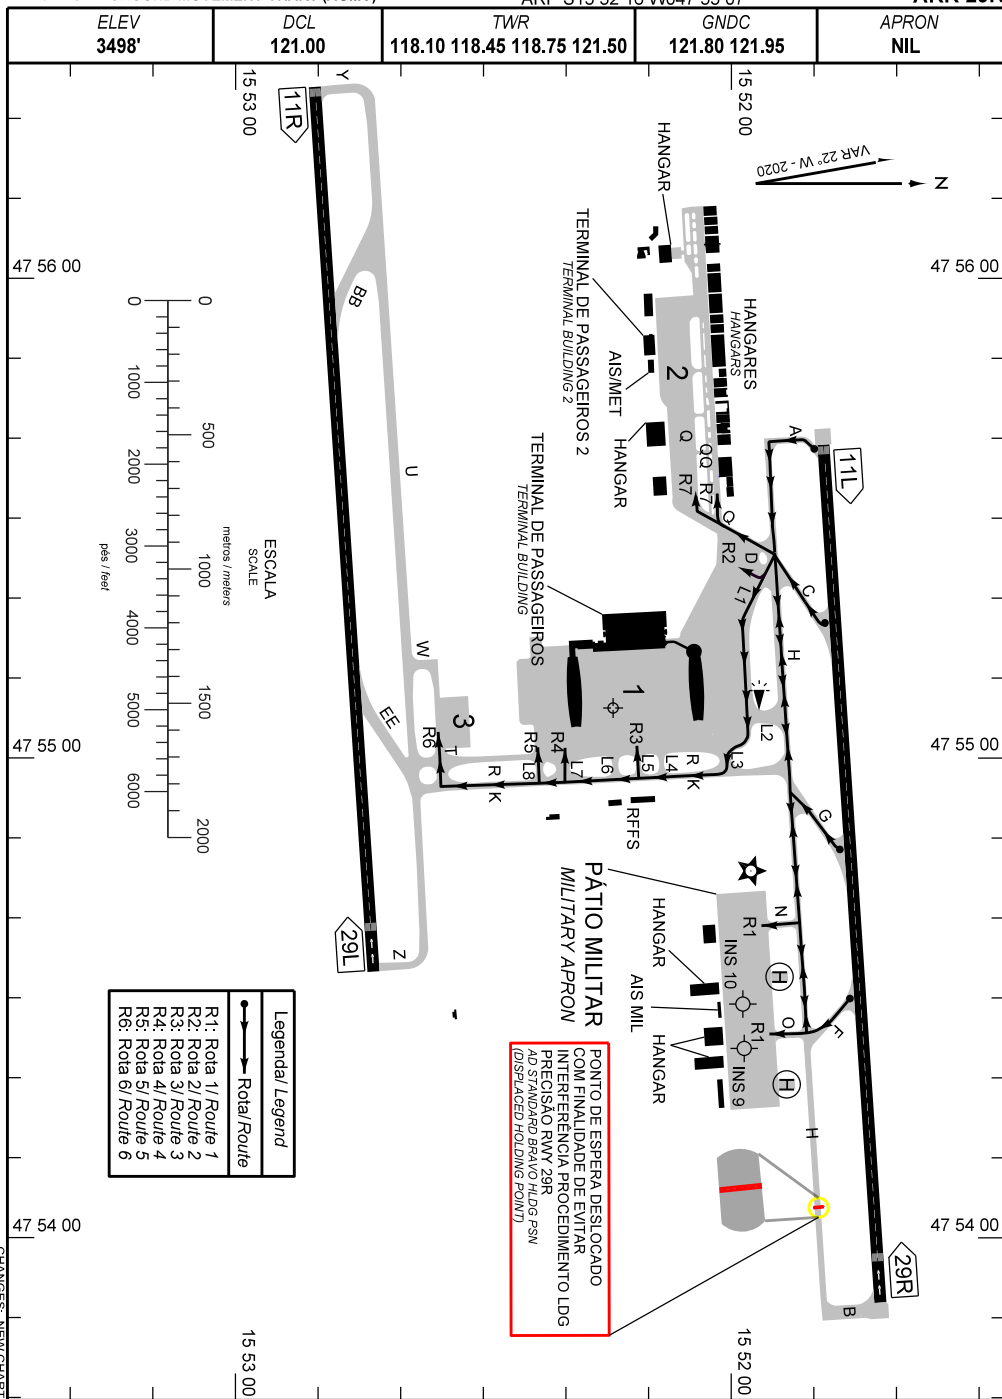 ELEV
3498'
DCL
121.00
TWR
118.10 118.45 118.75 121.50
GNDC
121.80 121.95
APRON
NIL
15 53 00
15 52 00
47 56 00
47 56 00
47 55 00
47 55 00
47 54 00
47 54 00
15 53 00
15 52 00
VAR 22° W - 2020
N
Y
11R
BB
U
W
EE
Z
29L
HANGAR
HANGARES
HANGARS
TERMINAL DE PASSAGEIROS 2
TERMINAL BUILDING 2
AIS/MET
HANGAR
2
Q
QQ
R7
R7
Q
R2
D
L1
A
11L
C
H
TERMINAL DE PASSAGEIROS
TERMINAL BUILDING
1
L2
L3
3
T
R6
R5
R4
R3
L8
L7
L6
L5
L4
R
K
R
K
RFFS
G
PÁTIO MILITAR
MILITARY APRON
HANGAR
AIS MIL
HANGAR
N
R1
INS 10
H
R1
O
INS 9
H
F
H
29R
B
0
1000
2000
3000
4000
5000
6000
pés / feet
0
500
1000
1500
2000
metros / meters
ESCALA
SCALE
PONTO DE ESPERA DESLOCADO
COM FINALIDADE DE EVITAR
INTERFERÊNCIA PROCEDIMENTO LDG
PRECISÃO RWY 29R
AD STANDARD BRAVO HLDG PSN
(DISPLACED HOLDING POINT)
Legenda/ Legend
Rota/Route
R1: Rota 1/ Route 1
R2: Rota 2/ Route 2
R3: Rota 3/ Route 3
R4: Rota 4/ Route 4
R5: Rota 5/ Route 5
R6: Rota 6/ Route 6
CHANGES: NEW CHART